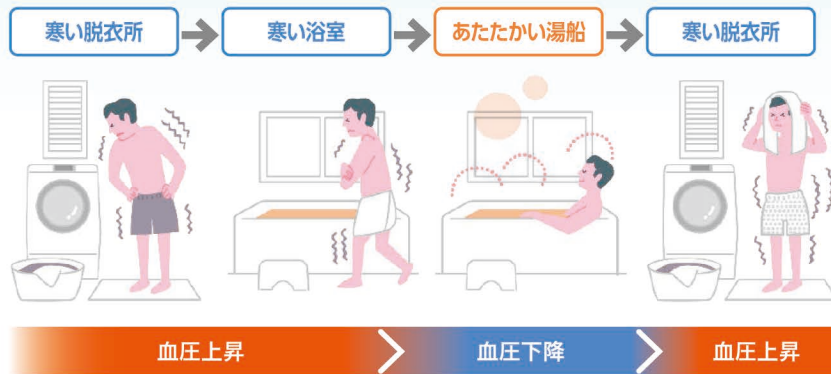 寒い脱衣所
寒い浴室
あたたかい湯船
寒い脱衣所
血圧上昇
血圧下降
血圧上昇